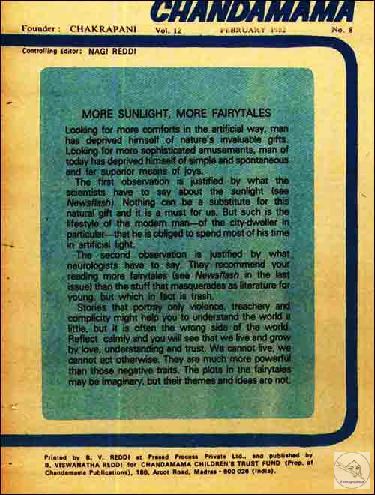 CHANDAMAMA
Founder : CHAKRAPANI Vol. 12 FEBRUARY 1982 No. 8
Controlling Editor: NAGI REDDI
MORE SUNLIGHT, MORE FAIRYTALES
Looking for more comforts in the artificial way, man
has deprived himself of nature's invaluable gifts.
Looking for more sophisticated amusements, man of
today has deprived himself of simple and spontaneous
and far superior means of joys.
The first observation is justified by what the
scientists have to say about the sunlight (see
Newsflash). Nothing can be a substitute for this
natural gift and it is a must for us. But such is the
lifestyle of the modern man—of the city-dweller in
particular—that he is obliged to spend most of his time
in artificial light.
The second observation is justified by what
neurologists have to say. They recommend your
reading more fairytales (see Newsflash in the last
issue) than the stuff that masquerades as literature for
young, but which in fact is trash.
Stories that portray only violence, treachery and
complicity might help you to understand the world a
little, but it is often the wrong side of the world.
Reflect calmly and you will see that we live and grow
by love, understanding and trust. We cannot live, we
cannot act otherwise. They are much more powerful
than those negative traits. The plots in the fairytales
may be imaginary, but their themes and ideas are not.
Printed by B. V. REDDI at Prasad Process Private Ltd., and published by
B. VISWANATHA REDDI for CHANDAMAMA CHILDREN'S TRUST FUND (Prop. of
Chandamama Publications), 188, Arcot Road, Madras - 600 026 (India).